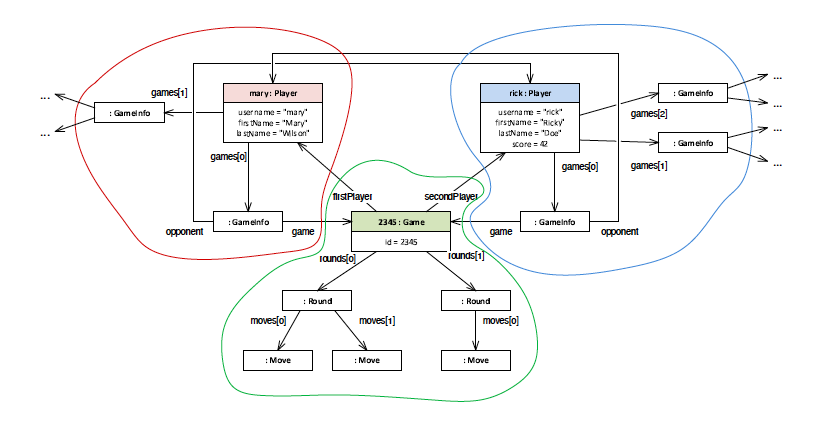 games[1]
...
...
: GameInfo
mary : Player
username = "mary"
firstName = "Mary"
lastName = "Wilson"
games[0]
rick : Player
username = "rick"
firstName = "Ricky"
lastName = "Doe"
score = 42
games[0]
: GameInfo
games[2]
...
...
: GameInfo
games[1]
...
...
firstPlayer
secondPlayer
opponent
: GameInfo
game
2345 : Game
id = 2345
game
: GameInfo
opponent
rounds[0]
rounds[1]
: Round
: Round
moves[0]
moves[1]
moves[0]
: Move
: Move
: Move